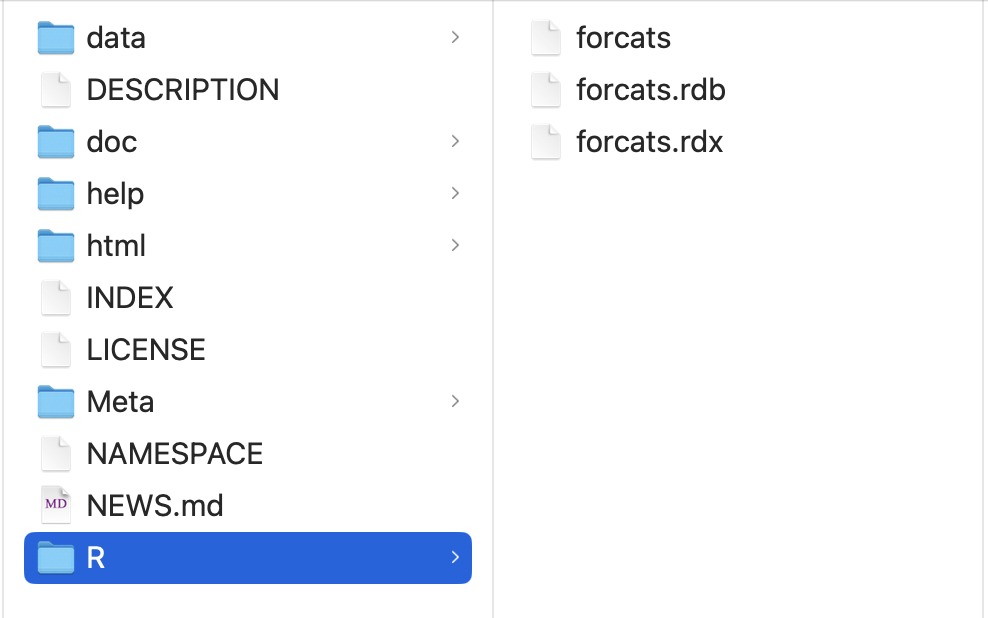 data
DESCRIPTION
doc
help
html
INDEX
LICENSE
Meta
NAMESPACE
MD NEWS.md
R
forcats
forcats.rdb
forcats.rdx